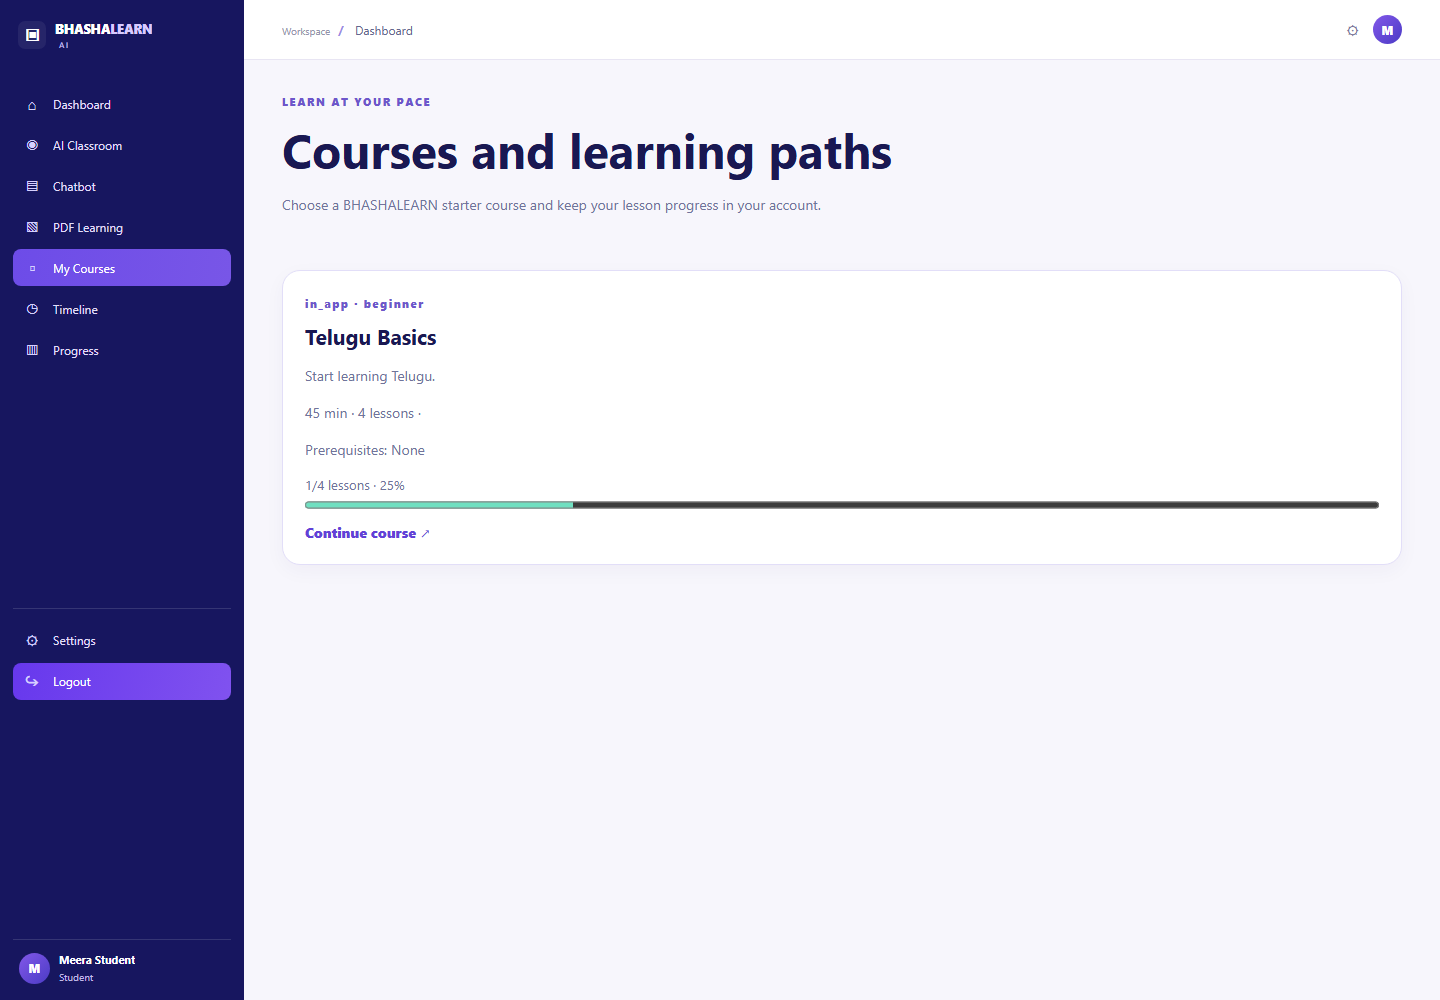 BHASHALEARN
AI
Dashboard
AI Classroom
Chatbot
PDF Learning
My Courses
Timeline
Progress
Settings
Logout
M
Meera Student
Student
Workspace / Dashboard
M
LEARN AT YOUR PACE
Courses and learning paths
Choose a BHASHALEARN starter course and keep your lesson progress in your account.
in_app · beginner
Telugu Basics
Start learning Telugu.
45 min · 4 lessons ·
Prerequisites: None
1/4 lessons · 25%
Continue course ↗